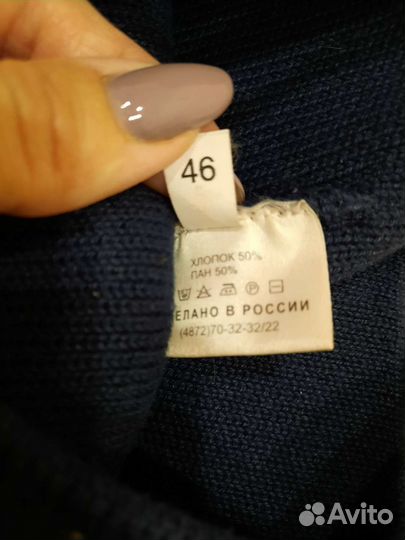 46
ХЛОПОК 50%
ПАН 50%
ЕЛАНО В РОССИИ
(4872)70-32-32/22
Avito